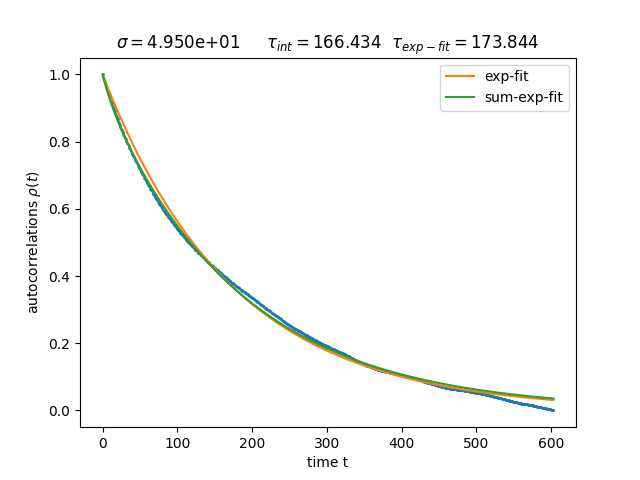 σ = 4.950e+01 τ_int = 166.434 τ_exp−fit = 173.844
exp-fit
sum-exp-fit
1.0
0.8
0.6
0.4
0.2
0.0
autocorrelations ρ(t)
0 100 200 300 400 500 600
time t